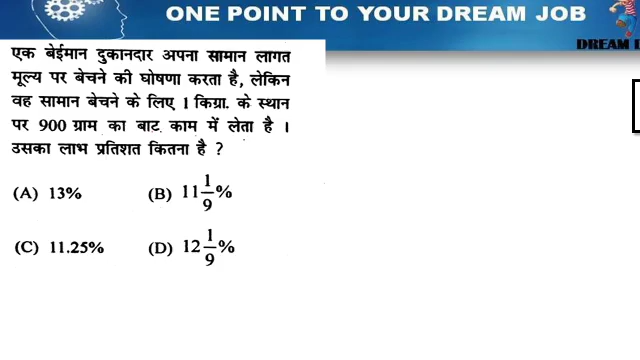 ONE POINT TO YOUR DREAM JOB
DREAM D
एक बेईमान दुकानदार अपना सामान लागत
मूल्य पर बेचने की घोषणा करता है, लेकिन
वह सामान बेचने के लिए 1 किग्रा. के स्थान
पर 900 ग्राम का बाट काम में लेता है ।
उसका लाभ प्रतिशत कितना है ?
(A) 13% (B) 11 1/9 %
(C) 11.25% (D) 12 1/9 %